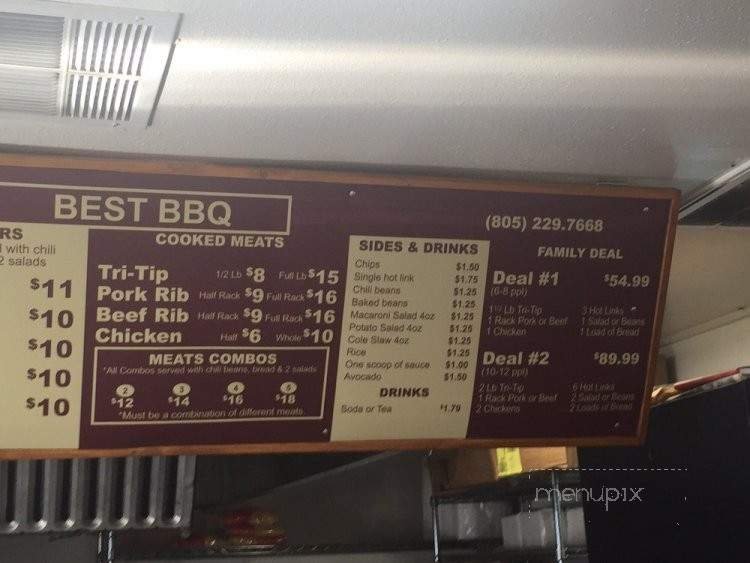 BEST BBQ
(805) 229.7668
RS
with chili
2 salads
$11
$10
$10
$10
$10
COOKED MEATS
Tri-Tip 1/2 Lb $8 Full Lb $15
Pork Rib Half Rack $9 Full Rack $16
Beef Rib Half Rack $9 Full Rack $16
Chicken Half $6 Whole $10
MEATS COMBOS
*All Combos served with chili beans, bread & 2 salads
2 3 4 5
$12 $14 $16 $18
*Must be a combination of different meats
SIDES & DRINKS
Chips $1.50
Single hot link $1.75
Chili beans $1.25
Baked beans $1.25
Macaroni Salad 4oz $1.25
Potato Salad 4oz $1.25
Cole Slaw 4oz $1.25
Rice $1.25
One scoop of sauce $1.00
Avocado $1.50
DRINKS
Soda or Tea $1.79
FAMILY DEAL
Deal #1 $54.99
(6-8 ppl)
Lb Tri-Tip 3 Hot Links
1 Rack Pork or Beef 1 Salad or Beans
1 Chicken 1 Load of Bread
Deal #2 $89.99
(10-12 ppl)
2 Lb Tri-Tip 6 Hot Links
1 Rack Pork or Beef 2 Salad or Beans
2 Chickens 2 Loads of Bread
menupix